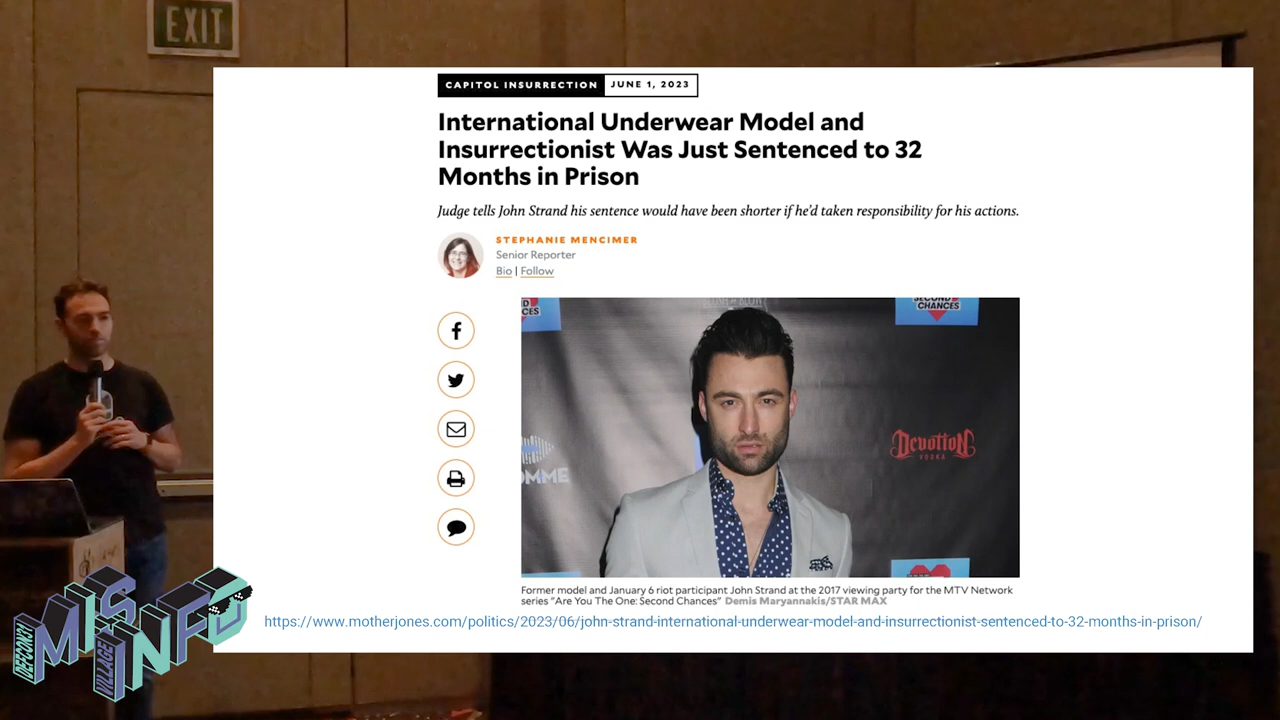 EXIT
CAPITOL INSURRECTION
JUNE 1, 2023
International Underwear Model and
Insurrectionist Was Just Sentenced to 32
Months in Prison
Judge tells John Strand his sentence would have been shorter if he'd taken responsibility for his actions.
STEPHANIE MENCIMER
Senior Reporter
Bio | Follow
SECOND
CHANCES
D
CES
OMME
Devotion
VODKA
Former model and January 6 riot participant John Strand at the 2017 viewing party for the MTV Network
series "Are You The One: Second Chances" Demis Maryannakis/STAR MAX
https://www.motherjones.com/politics/2023/06/john-strand-international-underwear-model-and-insurrectionist-sentenced-to-32-months-in-prison/
DEFCON31
MIS
INFO
VILLAGE